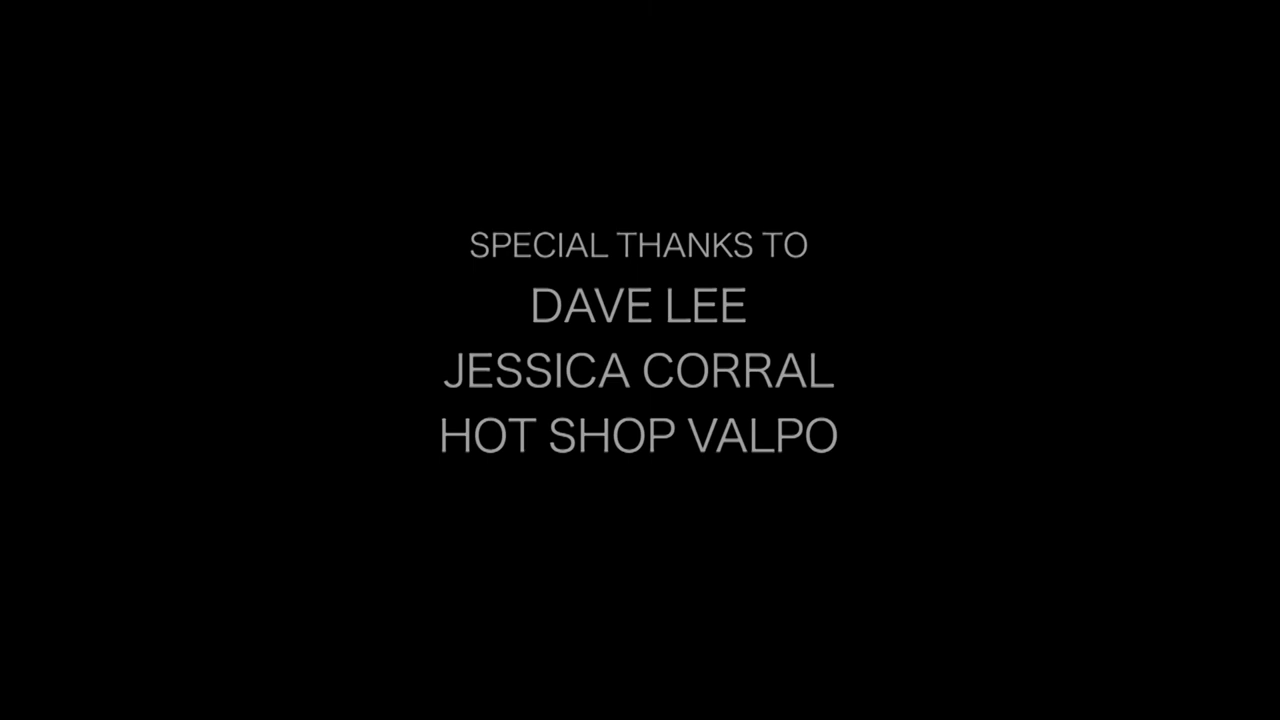 SPECIAL THANKS TO
DAVE LEE
JESSICA CORRAL
HOT SHOP VALPO